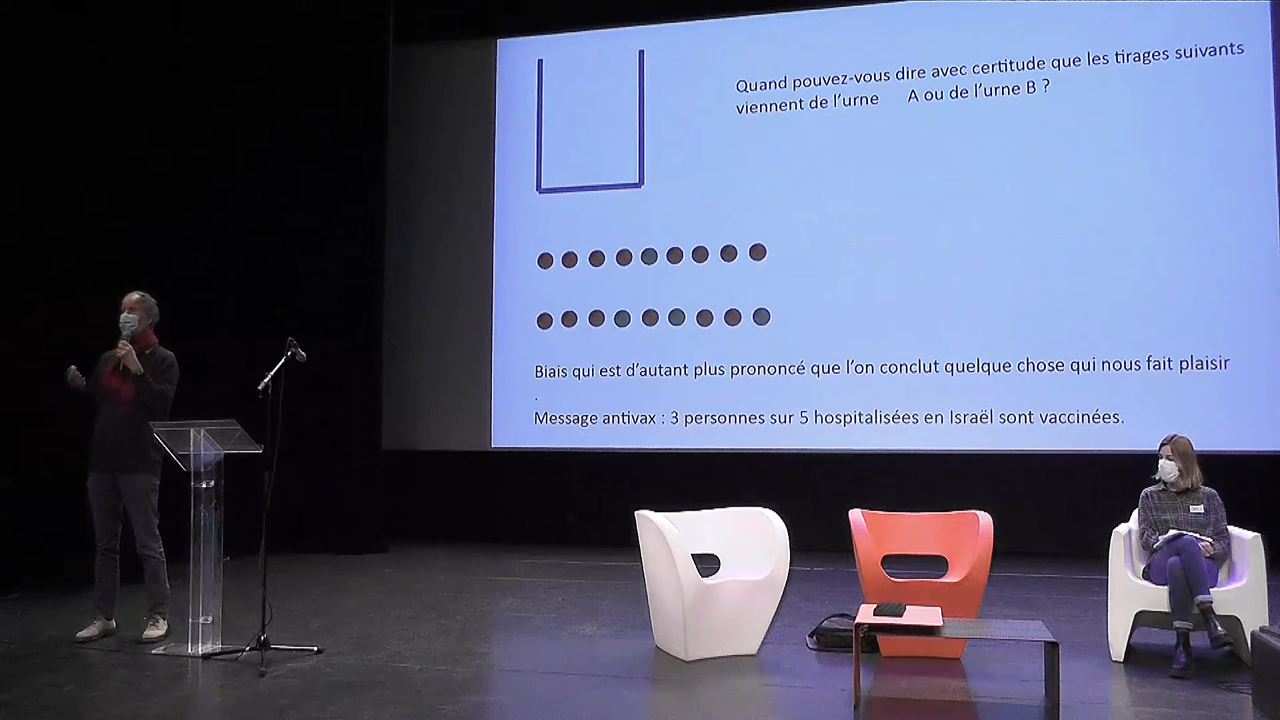 Quand pouvez-vous dire avec certitude que les tirages suivants
viennent de l'urne A ou de l'urne B ?
Biais qui est d'autant plus prononcé que l'on conclut quelque chose qui nous fait plaisir
.
Message antivax : 3 personnes sur 5 hospitalisées en Israël sont vaccinées.